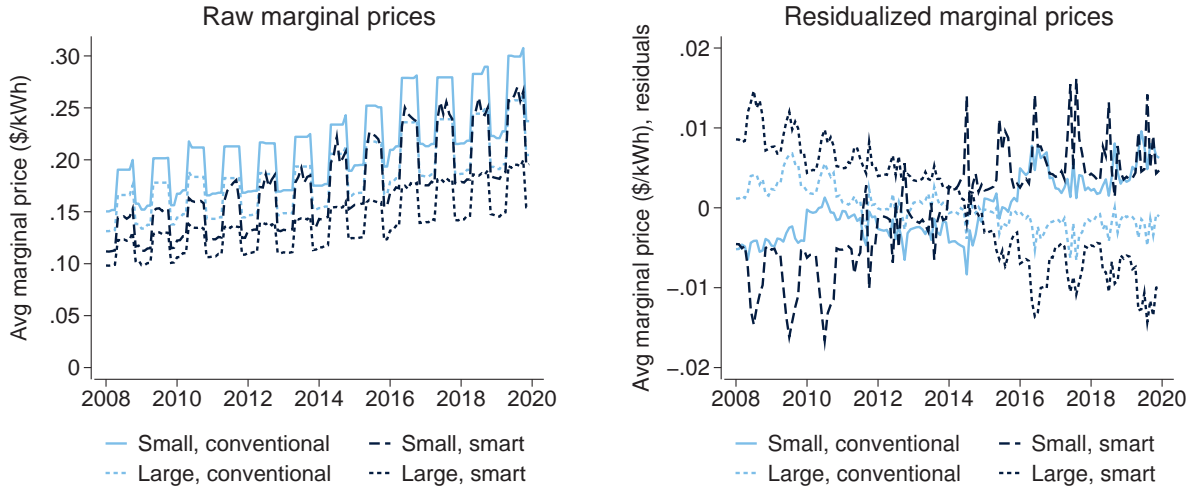 Raw marginal prices
Avg marginal price ($/kWh)
.30
.25
.20
.15
.10
.05
0
2008 2010 2012 2014 2016 2018 2020
Small, conventional Small, smart
Large, conventional Large, smart
Residualized marginal prices
Avg marginal price ($/kWh), residuals
.02
.01
0
−.01
−.02
2008 2010 2012 2014 2016 2018 2020
Small, conventional Small, smart
Large, conventional Large, smart